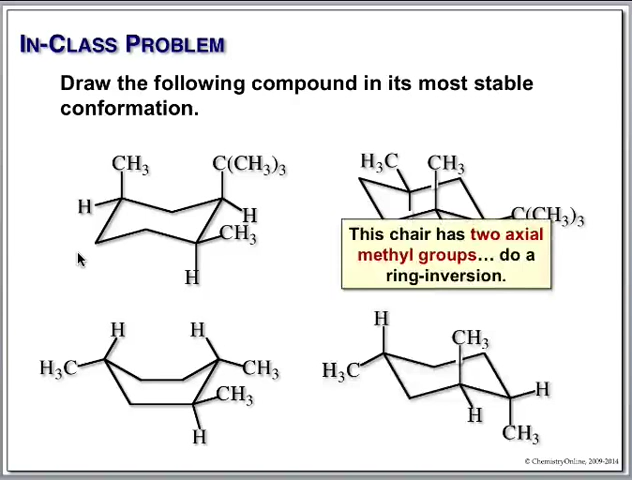 IN-CLASS PROBLEM
Draw the following compound in its most stable
conformation.
CH3
C(CH3)3
H
H
CH3
H
H3C
CH3
C(CH3)3
This chair has two axial
methyl groups... do a
ring-inversion.
H
H
H3C
CH3
CH3
H
H
CH3
H3C
H
H
CH3
© ChemistryOnline, 2009-2014